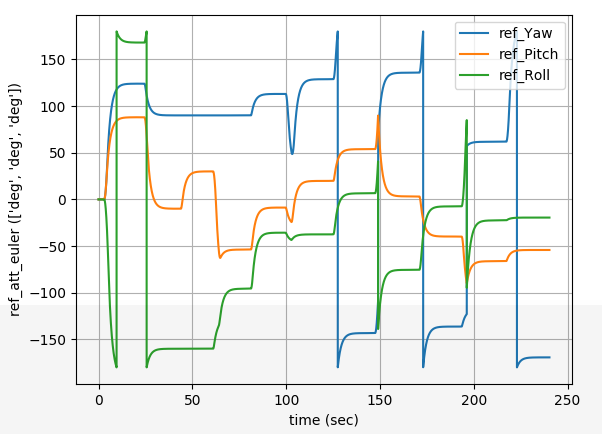 ref_Yaw
ref_Pitch
ref_Roll
ref_att_euler (['deg', 'deg', 'deg'])
150
100
50
0
−50
−100
−150
0 50 100 150 200 250
time (sec)